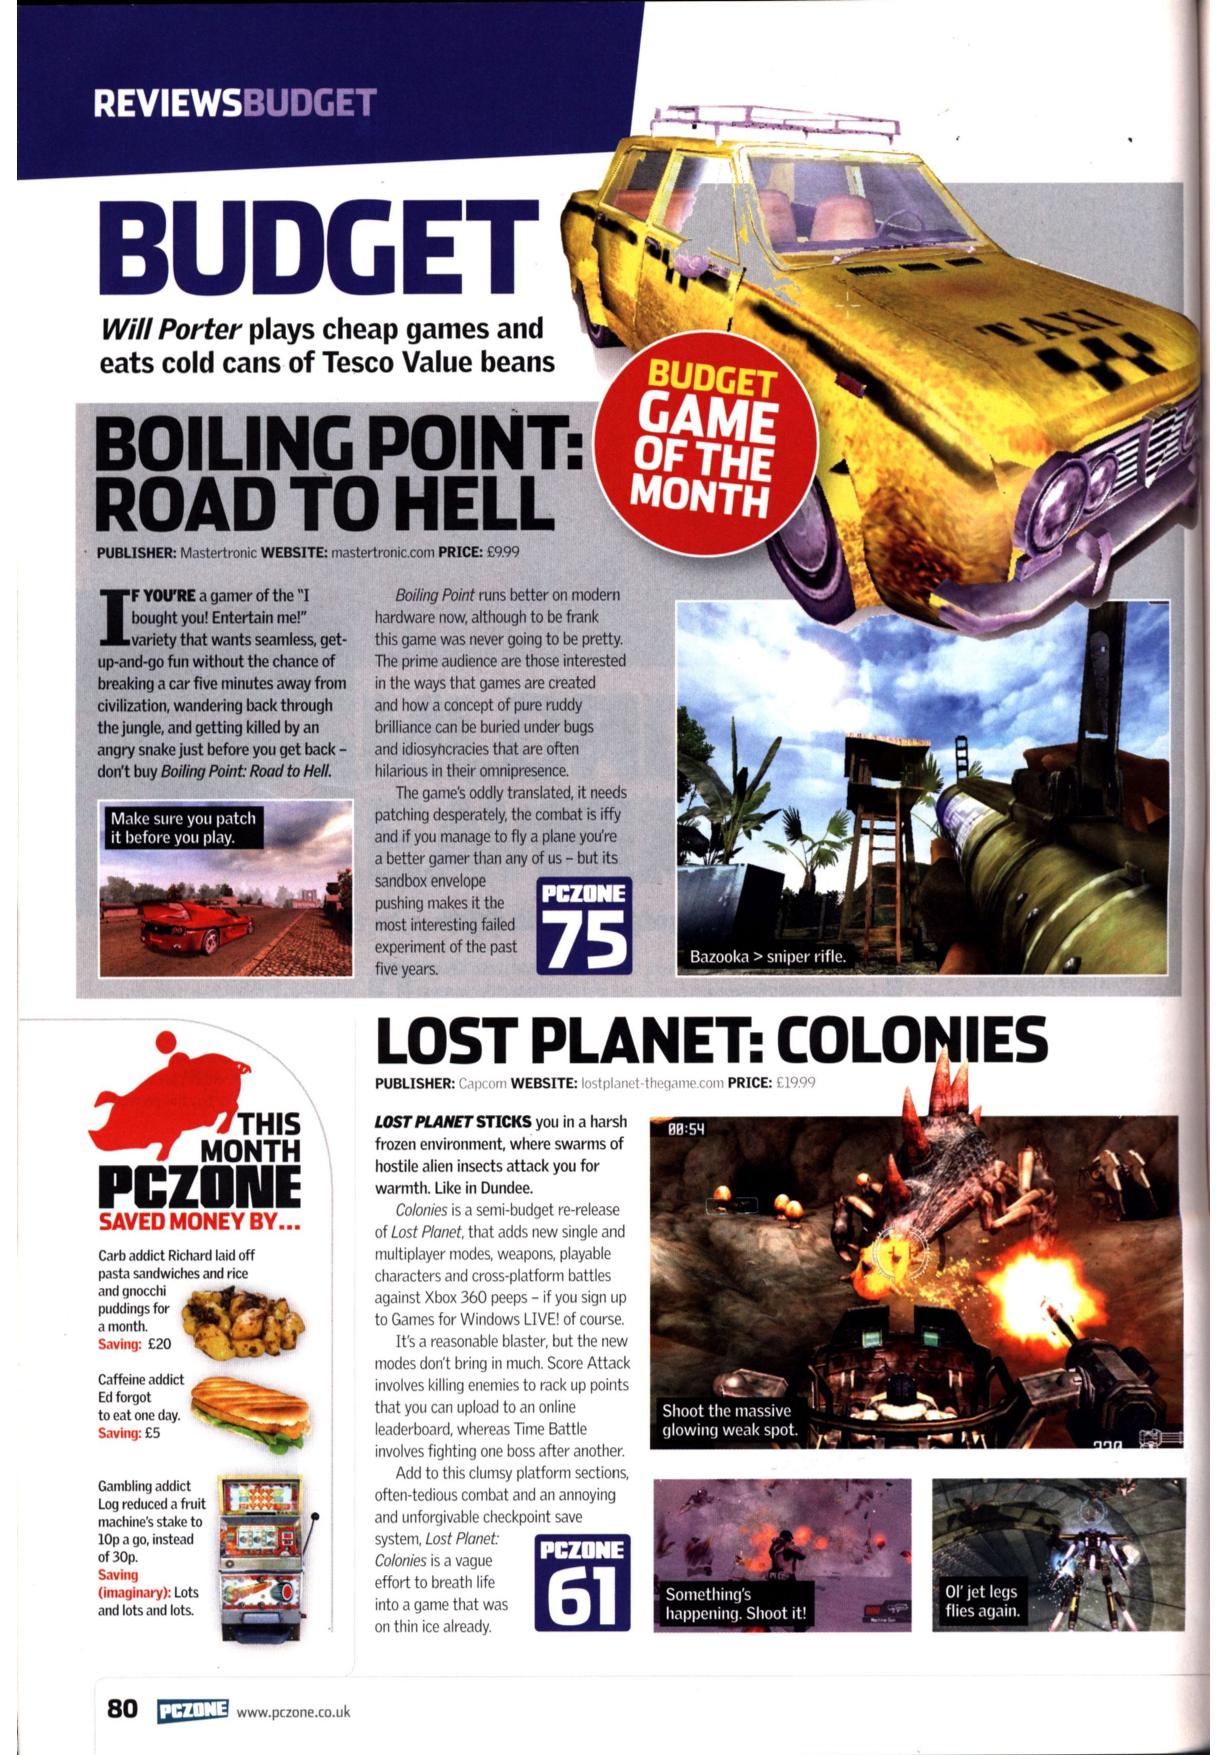 REVIEWSBUDGET
BUDGET
Will Porter plays cheap games and
eats cold cans of Tesco Value beans
TAXI
BUDGET
GAME
OF THE
MONTH
BOILING POINT:
ROAD TO HELL
PUBLISHER: Mastertronic WEBSITE: mastertronic.com PRICE: £9.99
IF YOU'RE a gamer of the "I
bought you! Entertain me!"
variety that wants seamless, get-
up-and-go fun without the chance of
breaking a car five minutes away from
civilization, wandering back through
the jungle, and getting killed by an
angry snake just before you get back –
don't buy Boiling Point: Road to Hell.
Make sure you patch
it before you play.
Boiling Point runs better on modern
hardware now, although to be frank
this game was never going to be pretty.
The prime audience are those interested
in the ways that games are created
and how a concept of pure ruddy
brilliance can be buried under bugs
and idiosyncracies that are often
hilarious in their omnipresence.
The game's oddly translated, it needs
patching desperately, the combat is iffy
and if you manage to fly a plane you're
a better gamer than any of us – but its
sandbox envelope
pushing makes it the
most interesting failed
experiment of the past
five years.
PCZONE
75
Bazooka > sniper rifle.
THIS
MONTH
PCZONE
SAVED MONEY BY...
Carb addict Richard laid off
pasta sandwiches and rice
and gnocchi
puddings for
a month.
Saving: £20
Caffeine addict
Ed forgot
to eat one day.
Saving: £5
Gambling addict
Log reduced a fruit
machine's stake to
10p a go, instead
of 30p.
Saving
(imaginary): Lots
and lots and lots.
LOST PLANET: COLONIES
PUBLISHER: Capcom WEBSITE: lostplanet-thegame.com PRICE: £19.99
LOST PLANET STICKS you in a harsh
frozen environment, where swarms of
hostile alien insects attack you for
warmth. Like in Dundee.
Colonies is a semi-budget re-release
of Lost Planet, that adds new single and
multiplayer modes, weapons, playable
characters and cross-platform battles
against Xbox 360 peeps – if you sign up
to Games for Windows LIVE! of course.
It's a reasonable blaster, but the new
modes don't bring in much. Score Attack
involves killing enemies to rack up points
that you can upload to an online
leaderboard, whereas Time Battle
involves fighting one boss after another.
Add to this clumsy platform sections,
often-tedious combat and an annoying
and unforgivable checkpoint save
system, Lost Planet:
Colonies is a vague
effort to breath life
into a game that was
on thin ice already.
PCZONE
61
00:54
Shoot the massive
glowing weak spot.
Something's
happening. Shoot it!
Ol' jet legs
flies again.
80 PCZONE www.pczone.co.uk